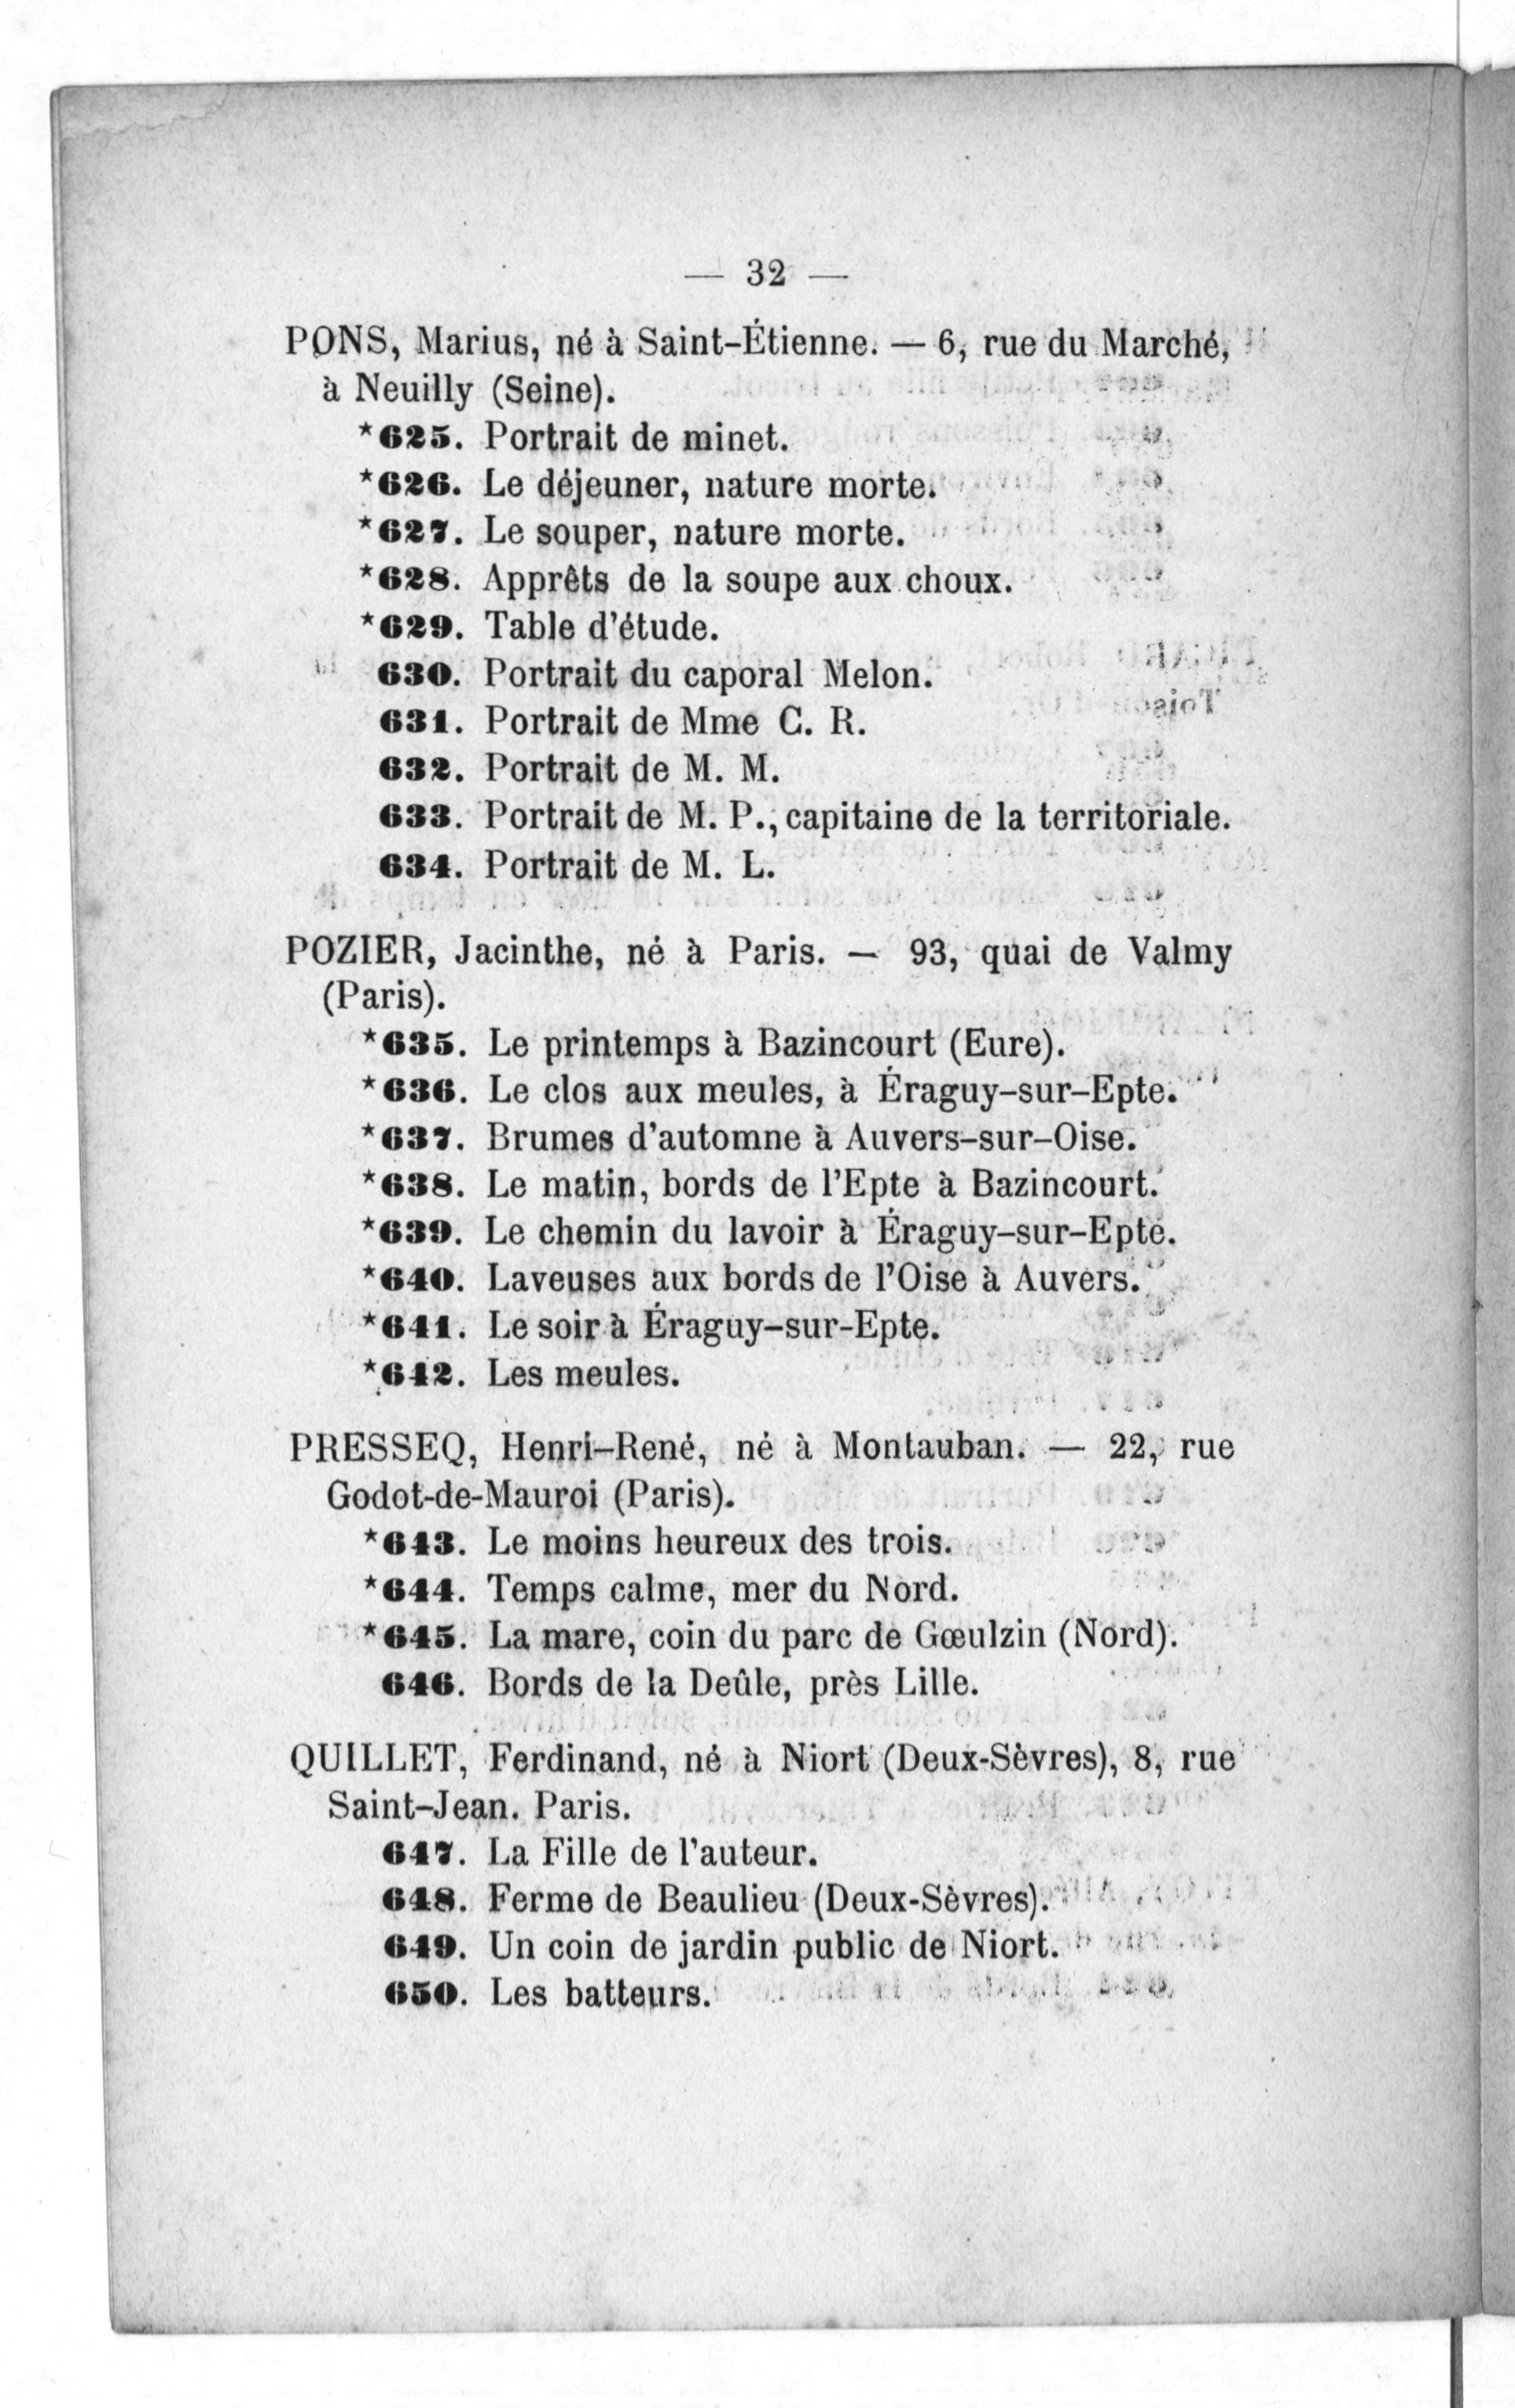 — 32 —
PONS, Marius, né à Saint-Étienne. — 6, rue du Marché,
à Neuilly (Seine).
*625. Portrait de minet.
*626. Le déjeuner, nature morte.
*627. Le souper, nature morte.
*628. Apprêts de la soupe aux choux.
*629. Table d'étude.
630. Portrait du caporal Melon.
631. Portrait de Mme C. R.
632. Portrait de M. M.
633. Portrait de M. P., capitaine de la territoriale.
634. Portrait de M. L.
POZIER, Jacinthe, né à Paris. — 93, quai de Valmy
(Paris).
*635. Le printemps à Bazincourt (Eure).
*636. Le clos aux meules, à Éraguy-sur-Epte.
*637. Brumes d'automne à Auvers-sur-Oise.
*638. Le matin, bords de l'Epte à Bazincourt.
*639. Le chemin du lavoir à Éraguy-sur-Epte.
*640. Laveuses aux bords de l'Oise à Auvers.
*641. Le soir à Éraguy-sur-Epte.
*642. Les meules.
PRESSEQ, Henri-René, né à Montauban. — 22, rue
Godot-de-Mauroi (Paris).
*643. Le moins heureux des trois.
*644. Temps calme, mer du Nord.
*645. La mare, coin du parc de Gœulzin (Nord).
646. Bords de la Deûle, près Lille.
QUILLET, Ferdinand, né à Niort (Deux-Sèvres), 8, rue
Saint-Jean. Paris.
647. La Fille de l'auteur.
648. Ferme de Beaulieu (Deux-Sèvres).
649. Un coin de jardin public de Niort.
650. Les batteurs.